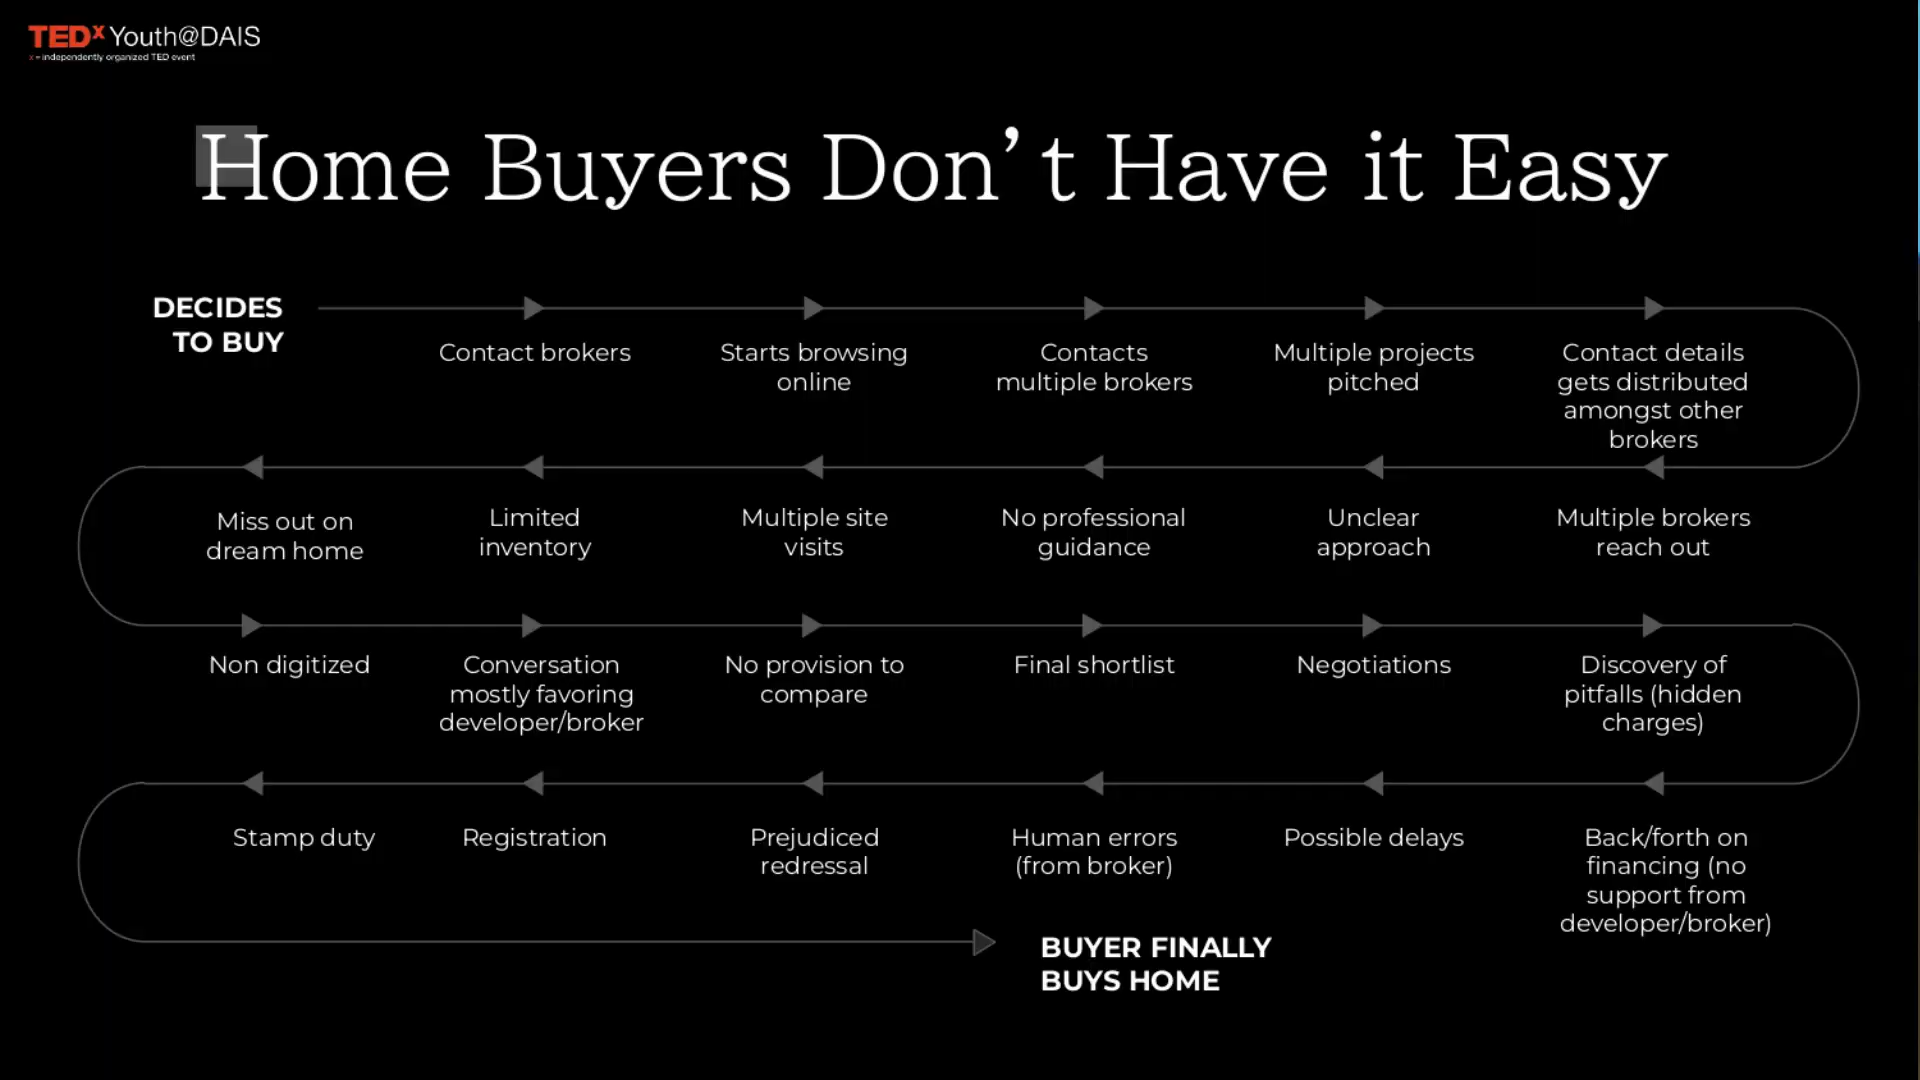 TEDx Youth@DAIS
x = independently organized TED event
Home Buyers Don’t Have it Easy
DECIDES
TO BUY
Contact brokers
Starts browsing
online
Contacts
multiple brokers
Multiple projects
pitched
Contact details
gets distributed
amongst other
brokers
Multiple brokers
reach out
Unclear
approach
No professional
guidance
Multiple site
visits
Limited
inventory
Miss out on
dream home
Non digitized
Conversation
mostly favoring
developer/broker
No provision to
compare
Final shortlist
Negotiations
Discovery of
pitfalls (hidden
charges)
Back/forth on
financing (no
support from
developer/broker)
Possible delays
Human errors
(from broker)
Prejudiced
redressal
Registration
Stamp duty
BUYER FINALLY
BUYS HOME